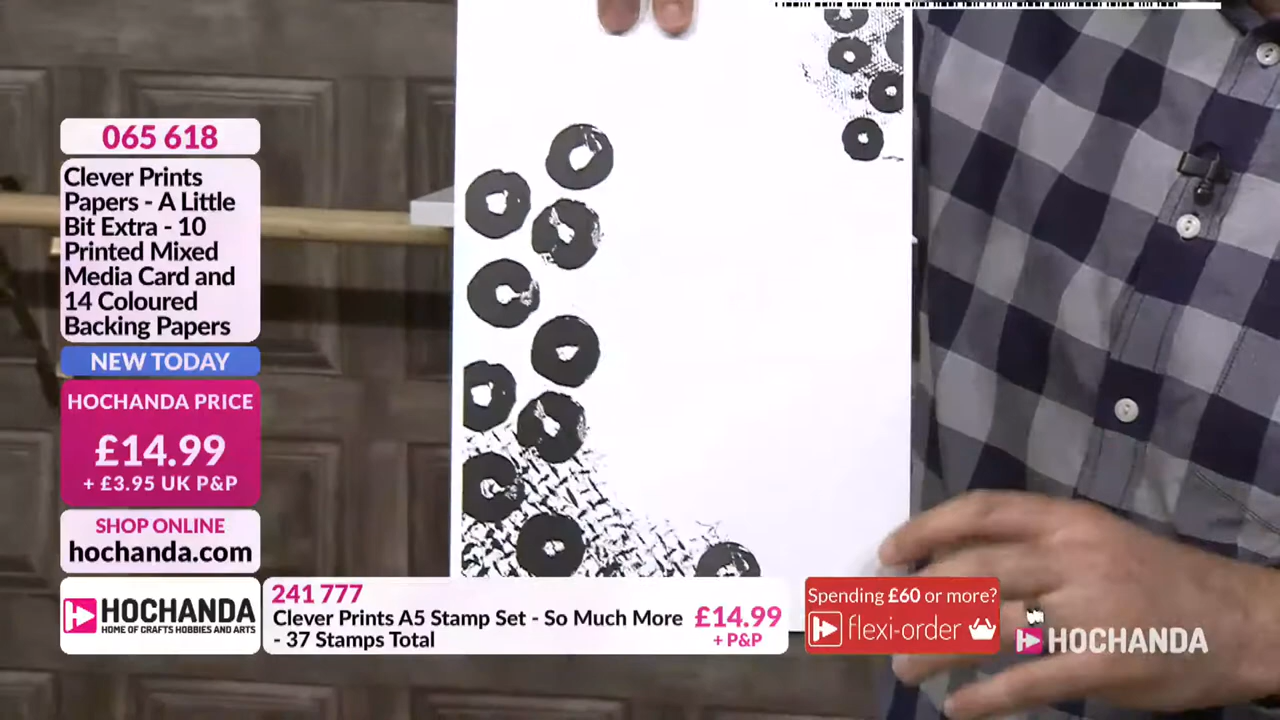 065 618
Clever Prints
Papers - A Little
Bit Extra - 10
Printed Mixed
Media Card and
14 Coloured
Backing Papers
NEW TODAY
HOCHANDA PRICE
£14.99
+ £3.95 UK P&P
SHOP ONLINE
hochanda.com
HOCHANDA
HOME OF CRAFTS HOBBIES AND ARTS
241 777
Clever Prints A5 Stamp Set - So Much More
- 37 Stamps Total
£14.99
+ P&P
Spending £60 or more?
flexi-order
HOCHANDA